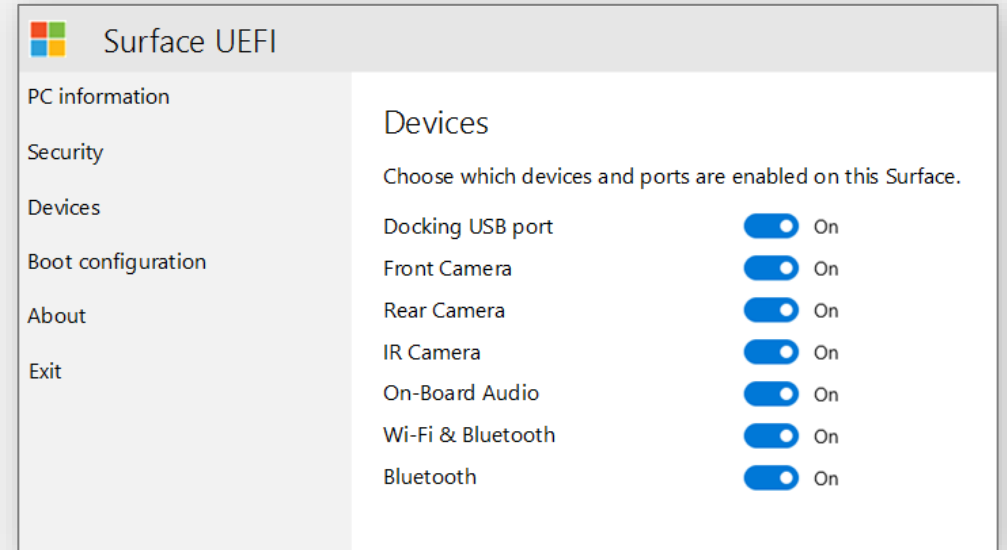 Surface UEFI
PC information
Security
Devices
Boot configuration
About
Exit
Devices
Choose which devices and ports are enabled on this Surface.
Docking USB port On
Front Camera On
Rear Camera On
IR Camera On
On-Board Audio On
Wi-Fi & Bluetooth On
Bluetooth On